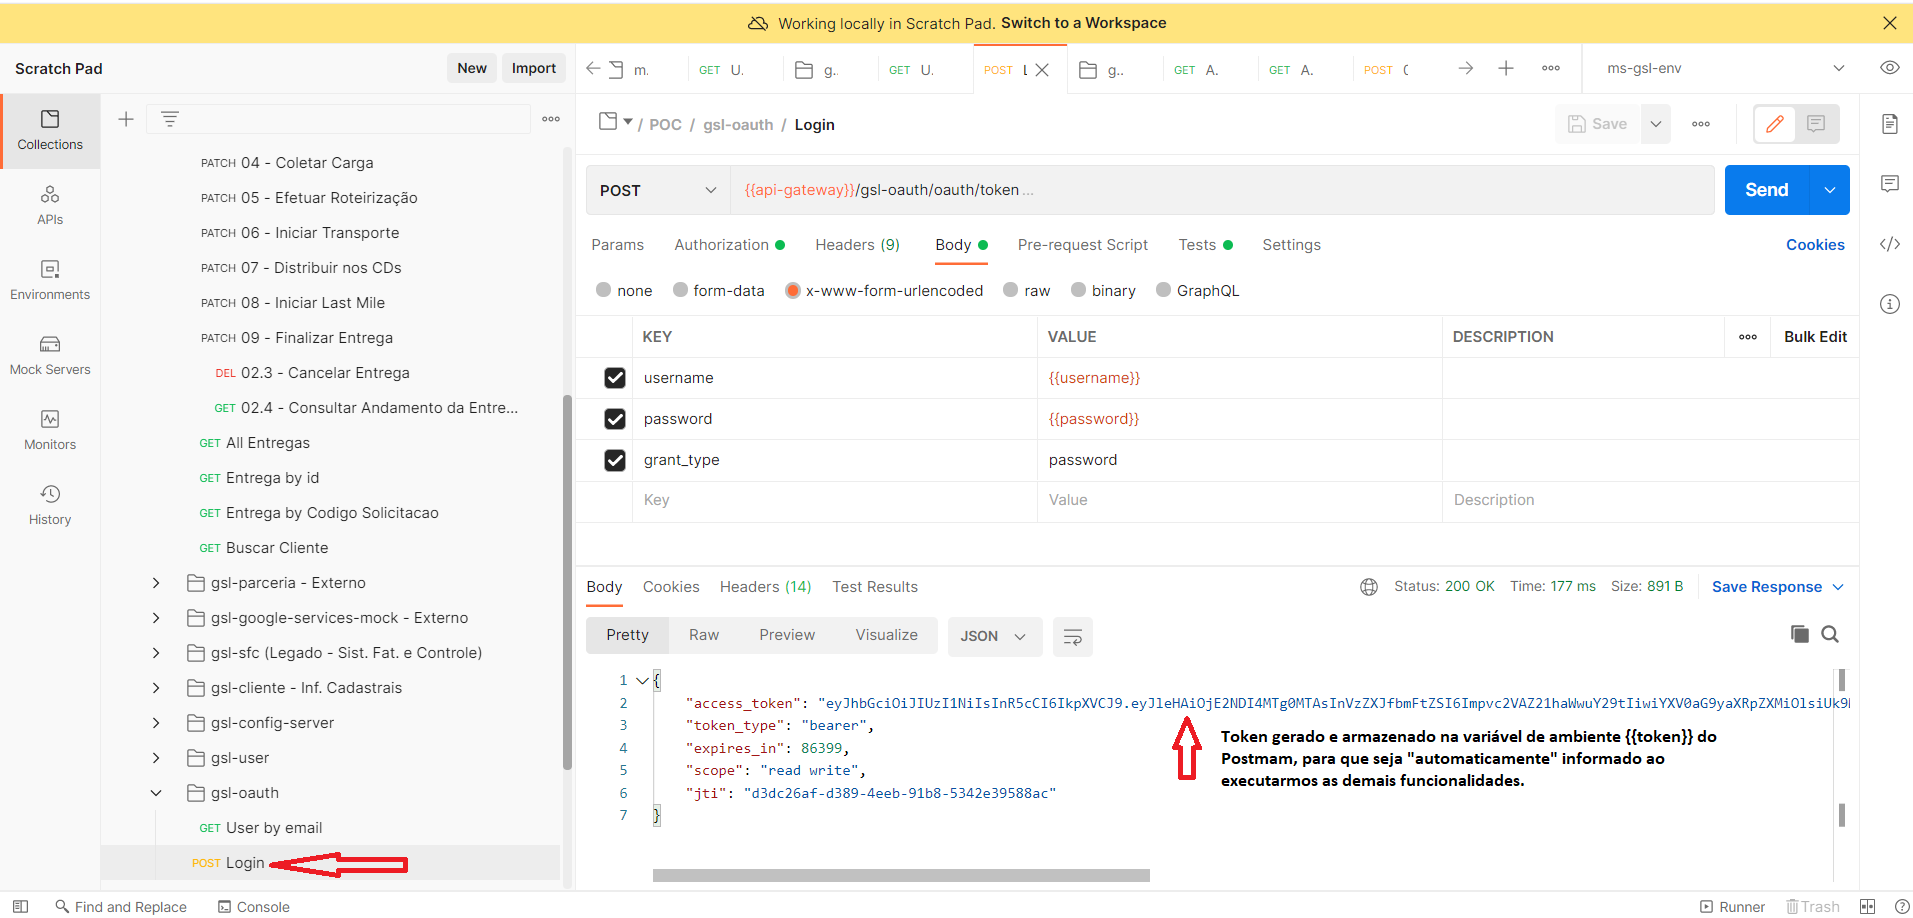 Working locally in Scratch Pad. Switch to a Workspace
Scratch Pad
New
Import
m.
GET U.
g..
GET U.
POST L
g..
GET A.
GET A.
POST
ms-gsl-env
Collections
APIs
Environments
Mock Servers
Monitors
History
PATCH 04 - Coletar Carga
PATCH 05 - Efetuar Roteirização
PATCH 06 - Iniciar Transporte
PATCH 07 - Distribuir nos CDs
PATCH 08 - Iniciar Last Mile
PATCH 09 - Finalizar Entrega
DEL 02.3 - Cancelar Entrega
GET 02.4 - Consultar Andamento da Entre...
GET All Entregas
GET Entrega by id
GET Entrega by Codigo Solicitacao
GET Buscar Cliente
gsl-parceria - Externo
gsl-google-services-mock - Externo
gsl-sfc (Legado - Sist. Fat. e Controle)
gsl-cliente - Inf. Cadastrais
gsl-config-server
gsl-user
gsl-oauth
GET User by email
POST Login
/ POC / gsl-oauth / Login
Save
POST
{{api-gateway}}/gsl-oauth/oauth/token ...
Send
Params
Authorization
Headers (9)
Body
Pre-request Script
Tests
Settings
Cookies
none
form-data
x-www-form-urlencoded
raw
binary
GraphQL
KEY VALUE DESCRIPTION Bulk Edit
username {{username}}
password {{password}}
grant_type password
Key Value Description
Body
Cookies
Headers (14)
Test Results
Status: 200 OK
Time: 177 ms
Size: 891 B
Save Response
Pretty
Raw
Preview
Visualize
JSON
1 {
2 "access_token": "eyJhbGciOiJIUzI1NiIsInR5cCI6IkpXVCJ9.eyJleHAiOjE2NDI4MTg0MTAsInVzZXJfbmFtZSI6Impvc2VAZ21haWwuY29tIiwiYXV0aG9yaXRpZXMiOlsiUk9
3 "token_type": "bearer",
4 "expires_in": 86399,
5 "scope": "read write",
6 "jti": "d3dc26af-d389-4eeb-91b8-5342e39588ac"
7 }
Token gerado e armazenado na variável de ambiente {{token}} do
Postmam, para que seja "automaticamente" informado ao
executarmos as demais funcionalidades.
Find and Replace
Console
Runner
Trash